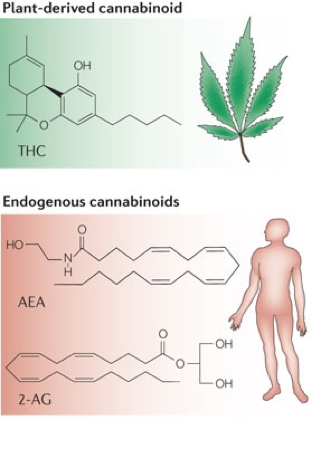 Plant-derived cannabinoid
OH
O
THC
Endogenous cannabinoids
O
HO
N
H
AEA
O
OH
O
OH
2-AG